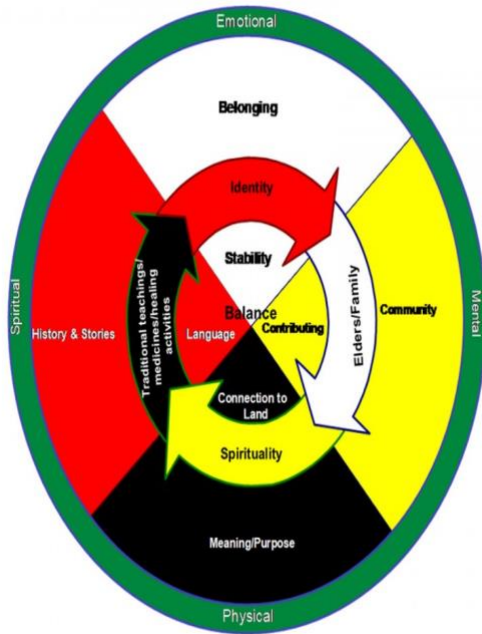 Emotional
Belonging
Identity
Stability
Balance
Spiritual
History & Stories
Traditional teachings/
medicines/healing
activities
Language
Contributing
Elders/Family
Community
Mental
Connection to
Land
Spirituality
Meaning/Purpose
Physical